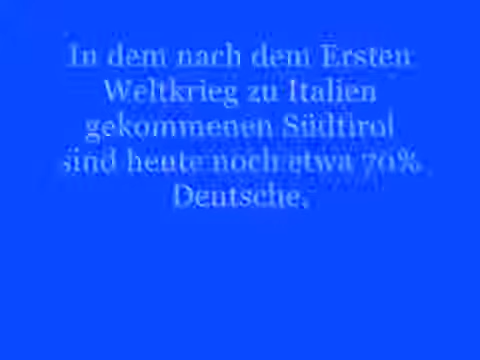 In dem nach dem Ersten
Weltkrieg zu Italien
gekommenen Südtirol
sind heute noch etwa 70%
Deutsche.